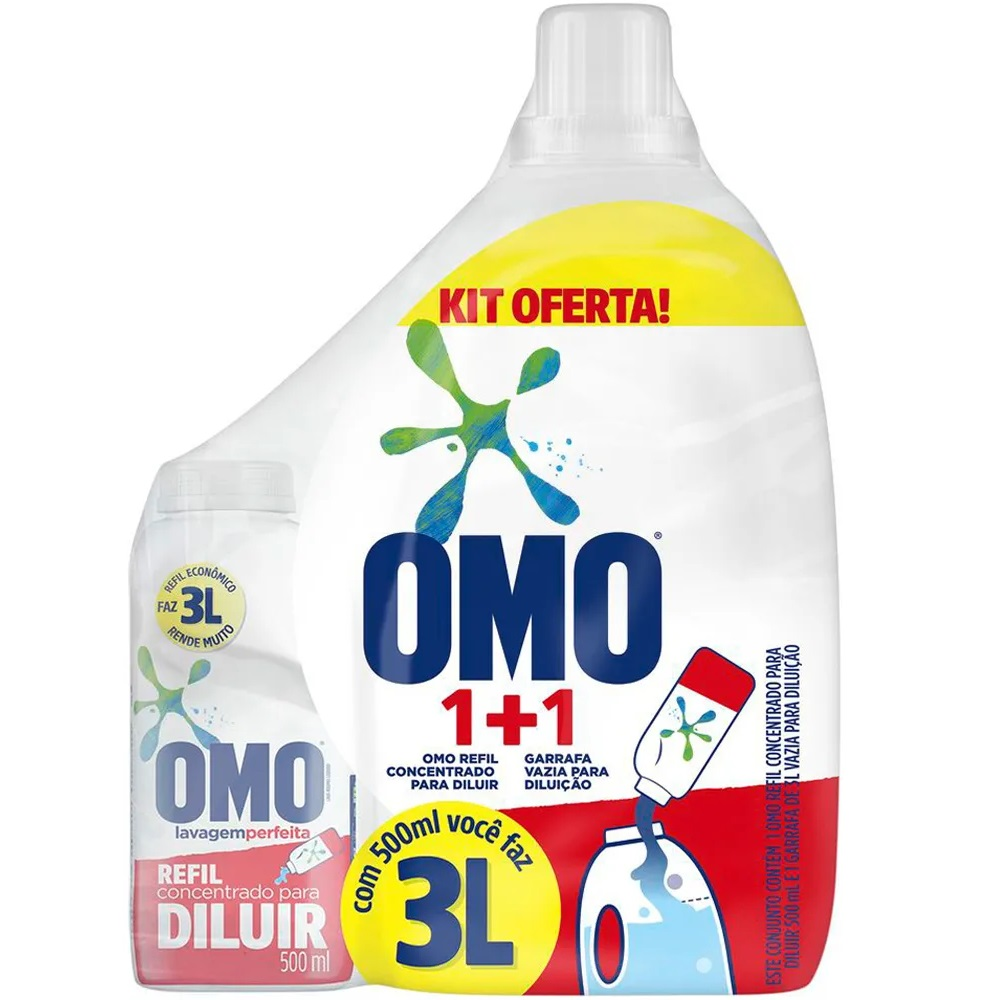 KIT OFERTA!
OMO
1+1
OMO REFIL
CONCENTRADO
PARA DILUIR
GARRAFA
VAZIA PARA
DILUIÇÃO
com 500ml você faz
3L
ESTE CONJUNTO CONTÉM 1 OMO REFIL CONCENTRADO PARA
DILUIR 500 mL E 1 GARRAFA DE 3L VAZIA PARA DILUIÇÃO
REFIL ECONÔMICO
FAZ 3L
RENDE MUITO
OMO
lavagemperfeita
REFIL
concentrado para
DILUIR
500 ml